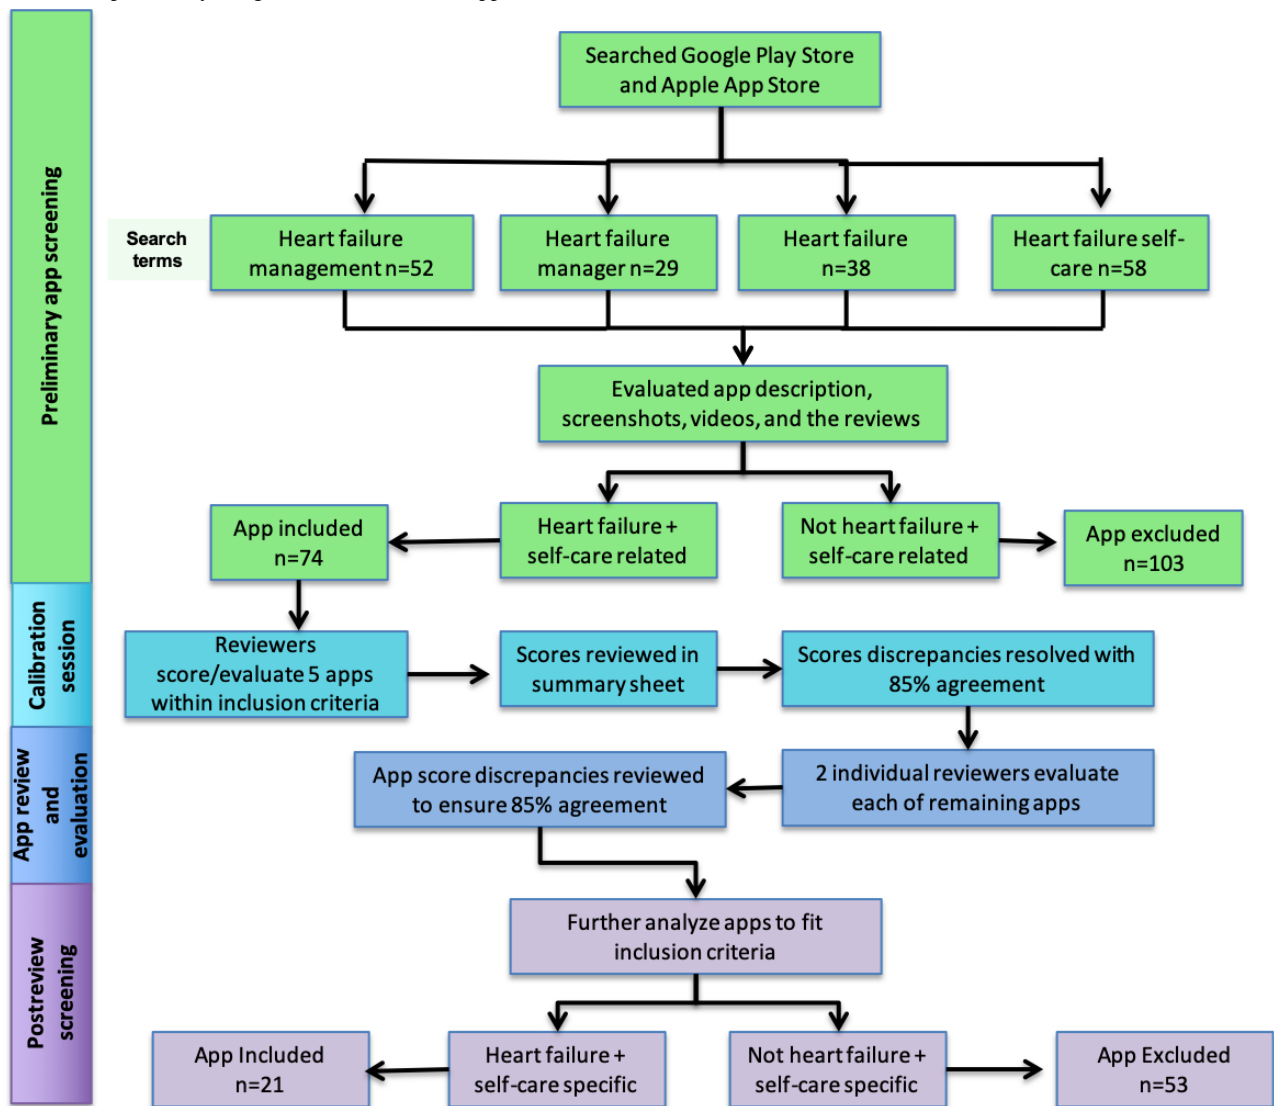 Searched Google Play Store
and Apple App Store
Preliminary app screening
Search
terms
Heart failure
management n=52
Heart failure
manager n=29
Heart failure
n=38
Heart failure self-
care n=58
Evaluated app description,
screenshots, videos, and the reviews
App included
n=74
Heart failure +
self-care related
Not heart failure +
self-care related
App excluded
n=103
Calibration
session
Reviewers
score/evaluate 5 apps
within inclusion criteria
Scores reviewed in
summary sheet
Scores discrepancies resolved with
85% agreement
App review
and
evaluation
App score discrepancies reviewed
to ensure 85% agreement
2 individual reviewers evaluate
each of remaining apps
Postreview
screening
Further analyze apps to fit
inclusion criteria
App Included
n=21
Heart failure +
self-care specific
Not heart failure +
self-care specific
App Excluded
n=53